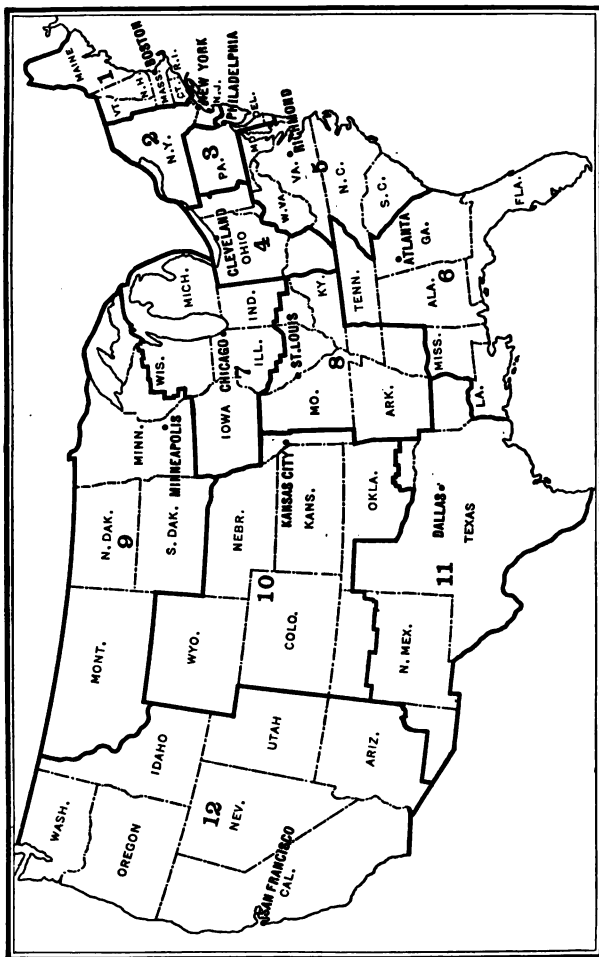 WASH.
OREGON
IDAHO
MONT.
N. DAK.
9
S. DAK.
MINN.
MINNEAPOLIS
WIS.
MICH.
MAINE
1
VT.
N.H.
MASS.
BOSTON
CT.
R.I.
2
N.Y.
NEW YORK
N.J.
PHILADELPHIA
3
PA.
DEL.
12
NEV.
UTAH
WYO.
10
COLO.
NEBR.
KANSAS CITY
KANS.
IOWA
CHICAGO
7
ILL.
IND.
CLEVELAND
OHIO
4
W. VA.
VA.
RICHMOND
5
SAN FRANCISCO
CAL.
ARIZ.
N. MEX.
OKLA.
MO.
ST. LOUIS
8
KY.
TENN.
N.C.
S.C.
ARK.
DALLAS
TEXAS
11
LA.
MISS.
ALA.
6
ATLANTA
GA.
FLA.